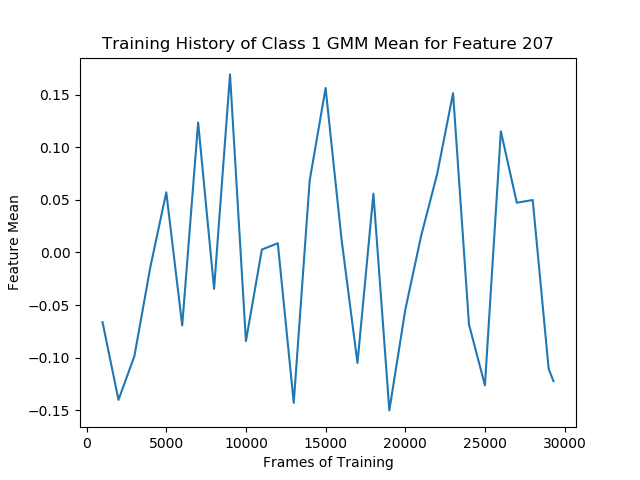 Training History of Class 1 GMM Mean for Feature 207
0.15
0.10
0.05
0.00
−0.05
−0.10
−0.15
Feature Mean
0 5000 10000 15000 20000 25000 30000
Frames of Training